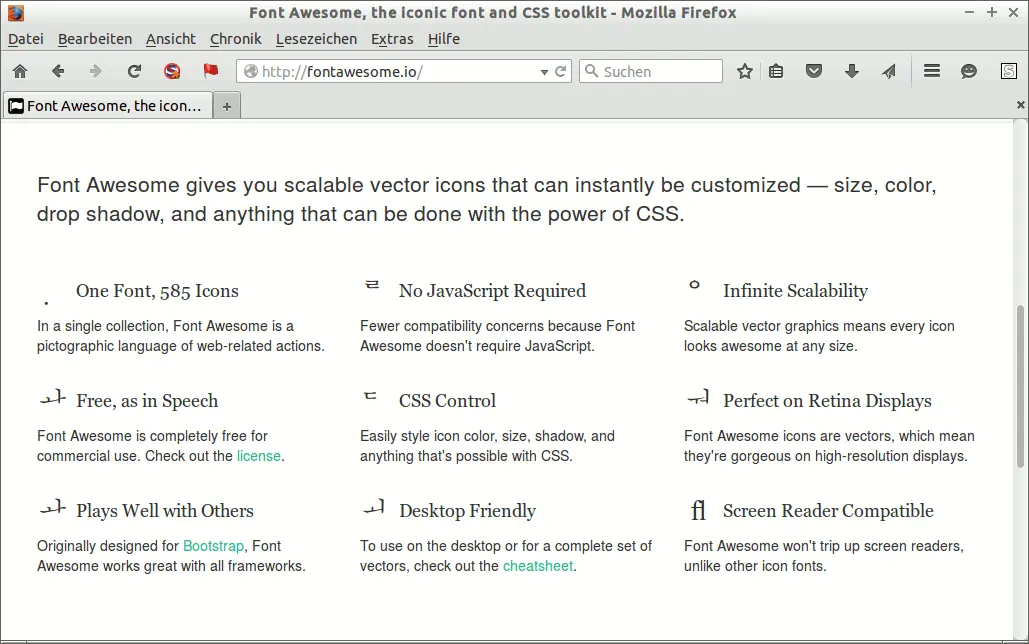 Font Awesome, the iconic font and CSS toolkit - Mozilla Firefox
Datei Bearbeiten Ansicht Chronik Lesezeichen Extras Hilfe
http://fontawesome.io/ Suchen
Font Awesome, the icon...
Font Awesome gives you scalable vector icons that can instantly be customized — size, color,
drop shadow, and anything that can be done with the power of CSS.
One Font, 585 Icons
In a single collection, Font Awesome is a
pictographic language of web-related actions.
No JavaScript Required
Fewer compatibility concerns because Font
Awesome doesn't require JavaScript.
Infinite Scalability
Scalable vector graphics means every icon
looks awesome at any size.
Free, as in Speech
Font Awesome is completely free for
commercial use. Check out the license.
CSS Control
Easily style icon color, size, shadow, and
anything that's possible with CSS.
Perfect on Retina Displays
Font Awesome icons are vectors, which mean
they're gorgeous on high-resolution displays.
Plays Well with Others
Originally designed for Bootstrap, Font
Awesome works great with all frameworks.
Desktop Friendly
To use on the desktop or for a complete set of
vectors, check out the cheatsheet.
fl Screen Reader Compatible
Font Awesome won't trip up screen readers,
unlike other icon fonts.